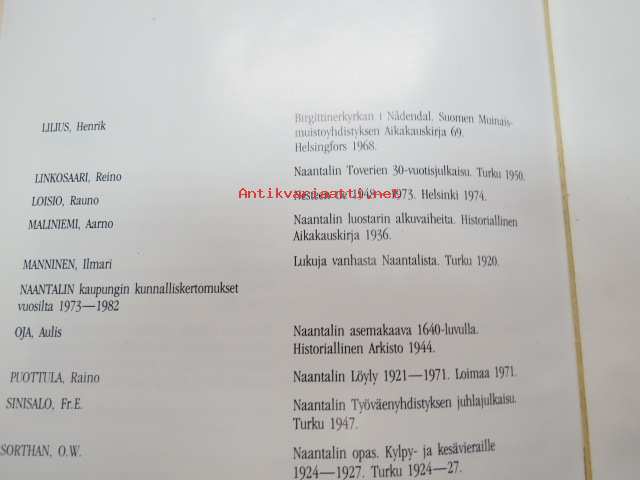 LILIUS, Henrik
Birgittinerkyrkan i Nådendal. Suomen Muinais-
muistoyhdistyksen Aikakauskirja 69.
Helsingfors 1968.
LINKOSAARI, Reino
Naantalin Toverien 30-vuotisjulkaisu. Turku 1950.
LOISIO, Rauno
1948—1973. Helsinki 1974.
Antikvariaatti.net
MALINIEMI, Aarno
Naantalin luostarin alkuvaiheita. Historiallinen
Aikakauskirja 1936.
MANNINEN, Ilmari
Lukuja vanhasta Naantalista. Turku 1920.
NAANTALIN kaupungin kunnalliskertomukset
vuosilta 1973—1982
OJA, Aulis
Naantalin asemakaava 1640-luvulla.
Historiallinen Arkisto 1944.
PUOTTULA, Raino
Naantalin Löyly 1921—1971. Loimaa 1971.
SINISALO, Fr.E.
Naantalin Työväenyhdistyksen juhlajulkaisu.
Turku 1947.
SORTHAN, O.W.
Naantalin opas. Kylpy- ja kesävieraille
1924—1927. Turku 1924—27.